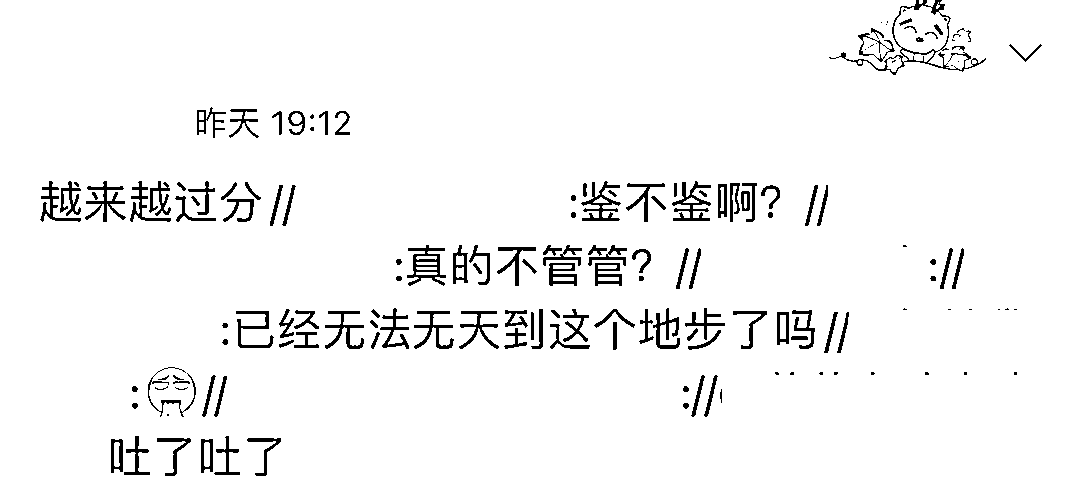 昨天 19:12
越来越过分// :鉴不鉴啊？//
:真的不管管？// ://
:已经无法无天到这个地步了吗//
:// ://
吐了吐了